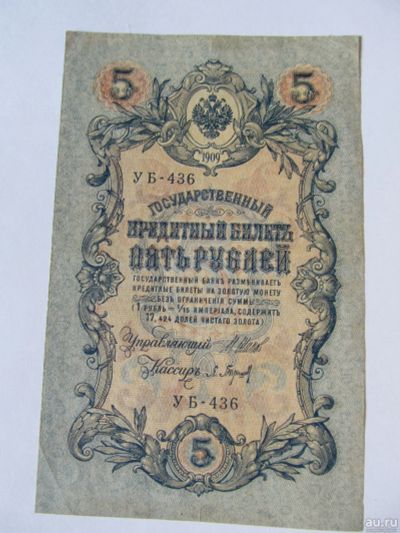 5 5
1909
УБ-436
ГОСУДАРСТВЕННЫЙ
КРЕДИТНЫЙ БИЛЕТЪ
ПЯТЬ РУБЛЕЙ
ГОСУДАРСТВЕННЫЙ БАНКЪ РАЗМѢНИВАЕТЪ
КРЕДИТНЫЕ БИЛЕТЫ НА ЗОЛОТУЮ МОНЕТУ
БЕЗЪ ОГРАНИЧЕНІЯ СУММЫ
(1 РУБЛЬ = 1/15 ИМПЕРІАЛА, СОДЕРЖИТЪ
17,424 ДОЛЕЙ ЧИСТАГО ЗОЛОТА)
Управляющій
Кассиръ
УБ-436
5
au.ru